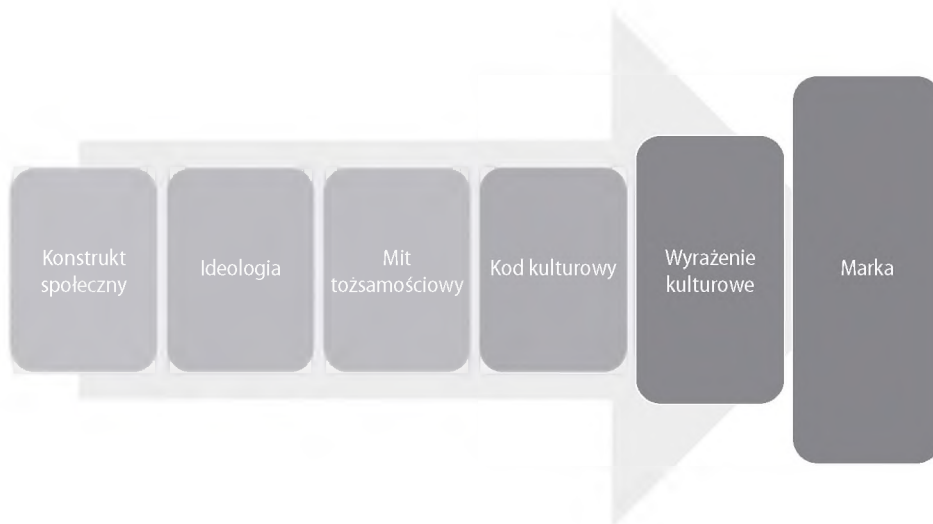 Konstrukt
społeczny
Ideologia
Mit
tożsamościowy
Kod kulturowy
Wyrażenie
kulturowe
Marka